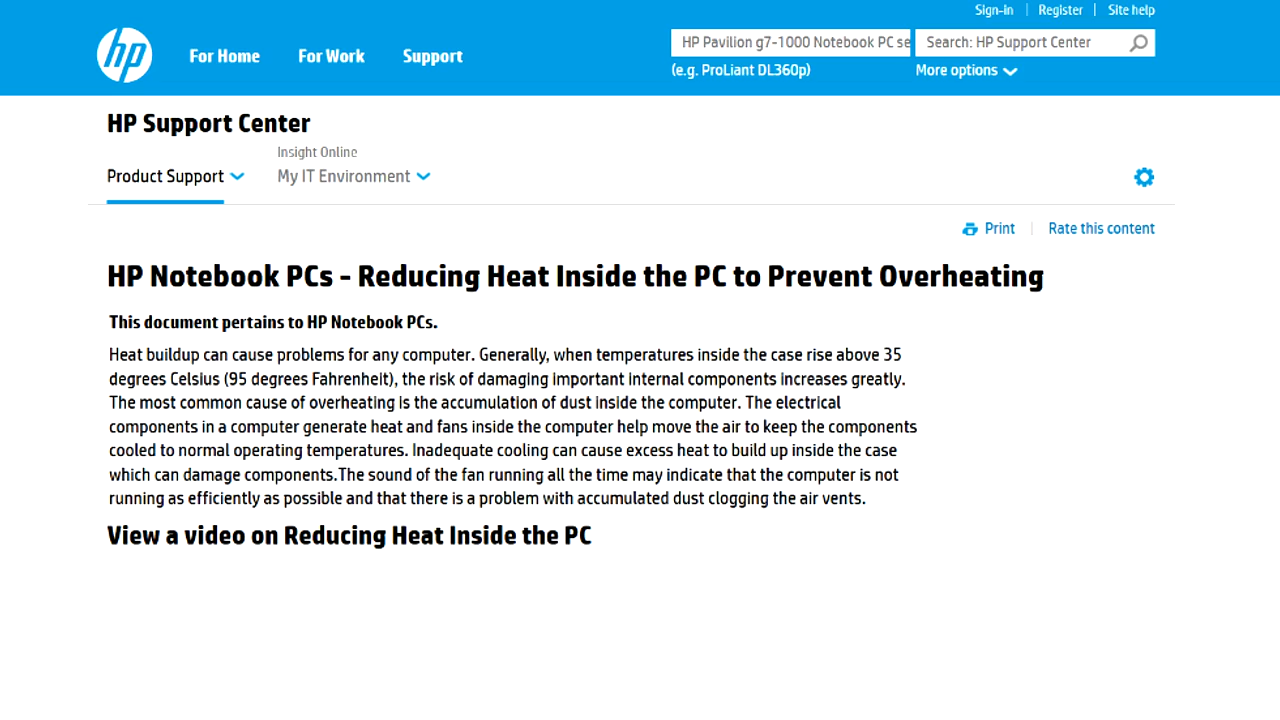 Sign-in | Register | Site help
hp For Home For Work Support
HP Pavilion g7-1000 Notebook PC se Search: HP Support Center
(e.g. ProLiant DL360p) More options
HP Support Center
Insight Online
Product Support My IT Environment
Print | Rate this content
HP Notebook PCs - Reducing Heat Inside the PC to Prevent Overheating
This document pertains to HP Notebook PCs.
Heat buildup can cause problems for any computer. Generally, when temperatures inside the case rise above 35
degrees Celsius (95 degrees Fahrenheit), the risk of damaging important internal components increases greatly.
The most common cause of overheating is the accumulation of dust inside the computer. The electrical
components in a computer generate heat and fans inside the computer help move the air to keep the components
cooled to normal operating temperatures. Inadequate cooling can cause excess heat to build up inside the case
which can damage components.The sound of the fan running all the time may indicate that the computer is not
running as efficiently as possible and that there is a problem with accumulated dust clogging the air vents.
View a video on Reducing Heat Inside the PC